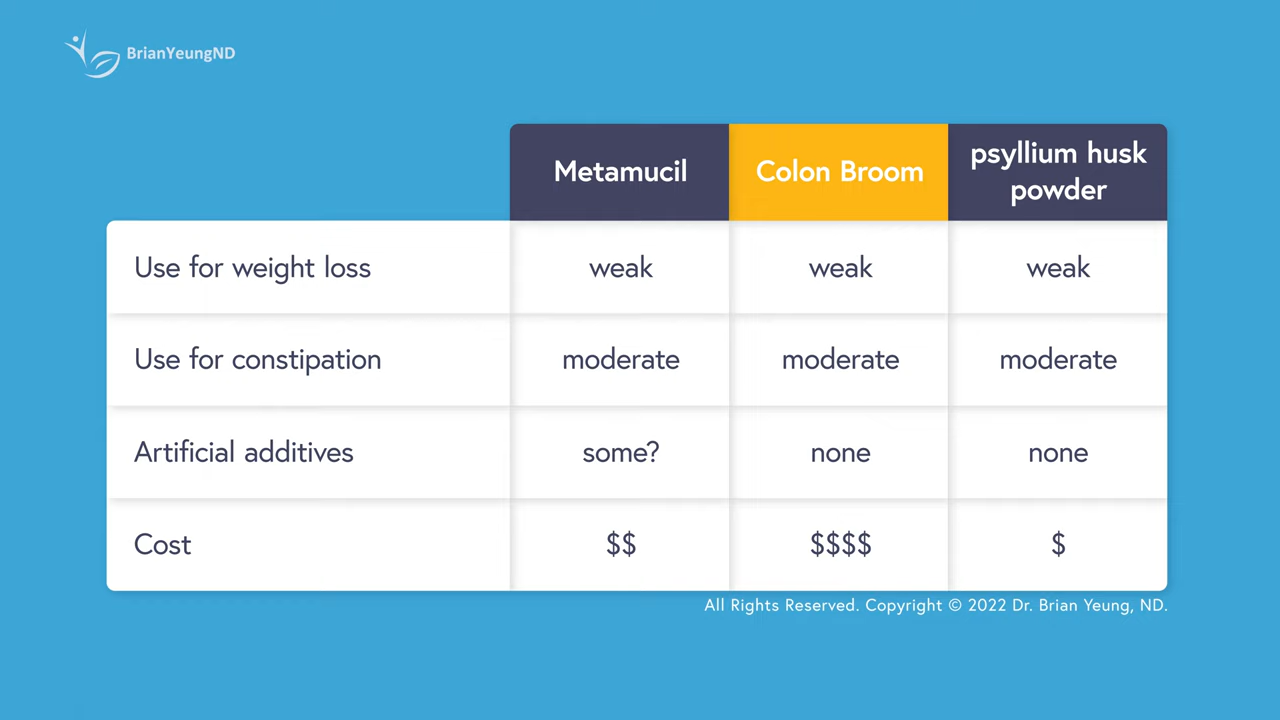 BrianYeungND
Metamucil Colon Broom psyllium husk powder
Use for weight loss weak weak weak
Use for constipation moderate moderate moderate
Artificial additives some? none none
Cost $$ $$$$ $
All Rights Reserved. Copyright © 2022 Dr. Brian Yeung, ND.